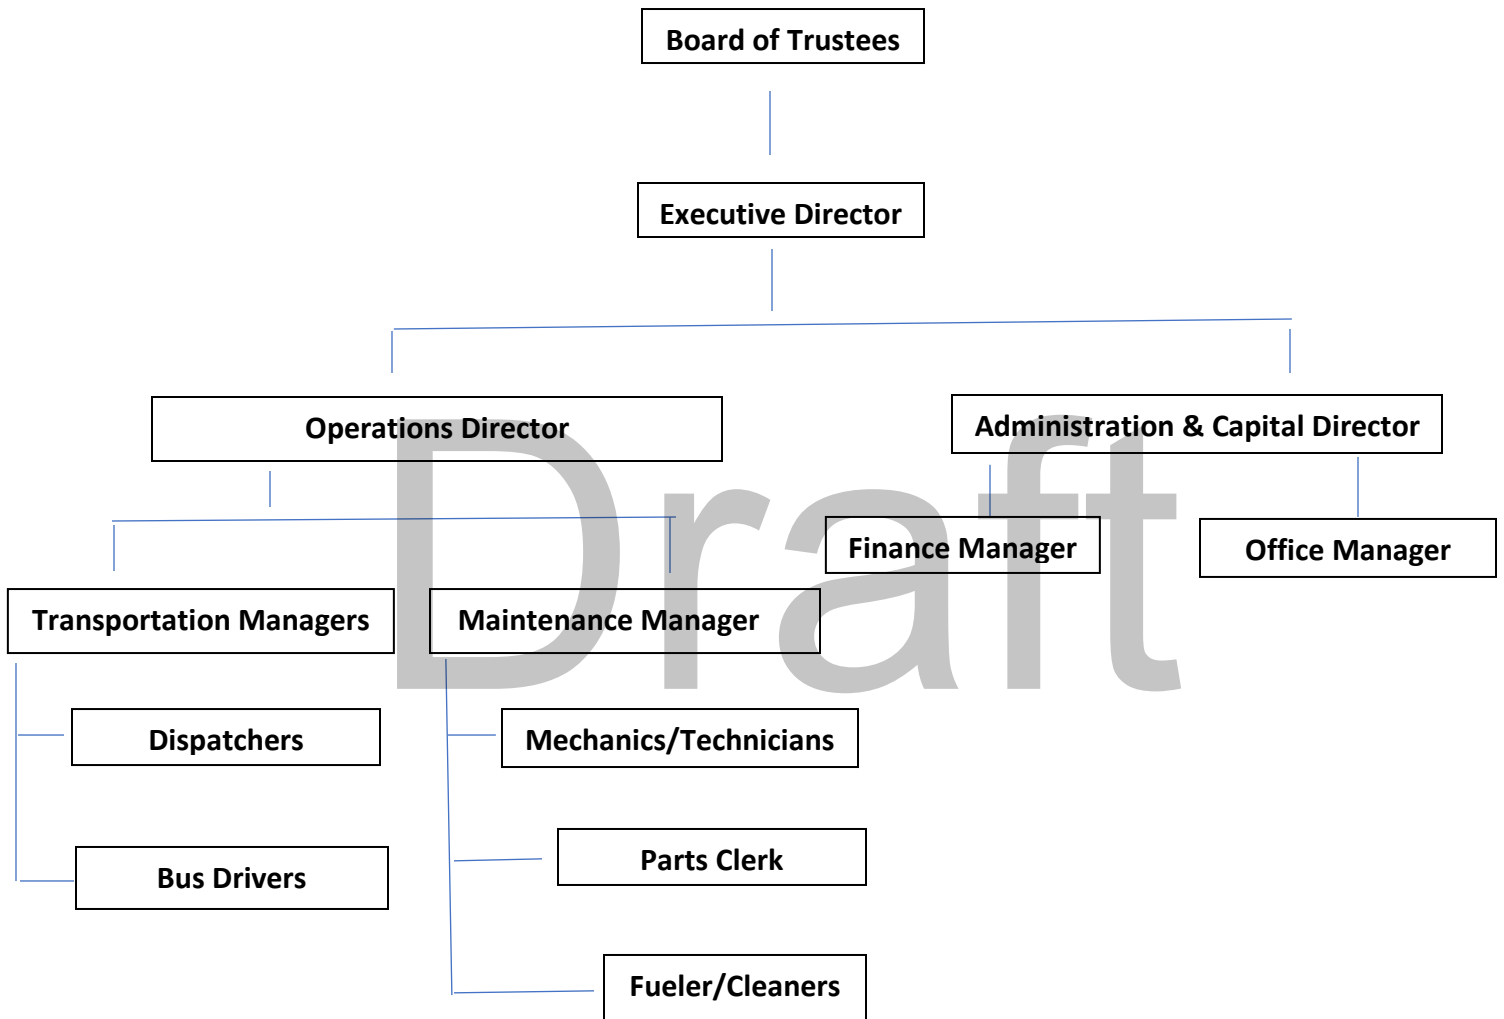 Board of Trustees
Executive Director
Operations Director
Administration & Capital Director
Finance Manager
Office Manager
Transportation Managers
Maintenance Manager
Dispatchers
Mechanics/Technicians
Parts Clerk
Bus Drivers
Fueler/Cleaners
Draft